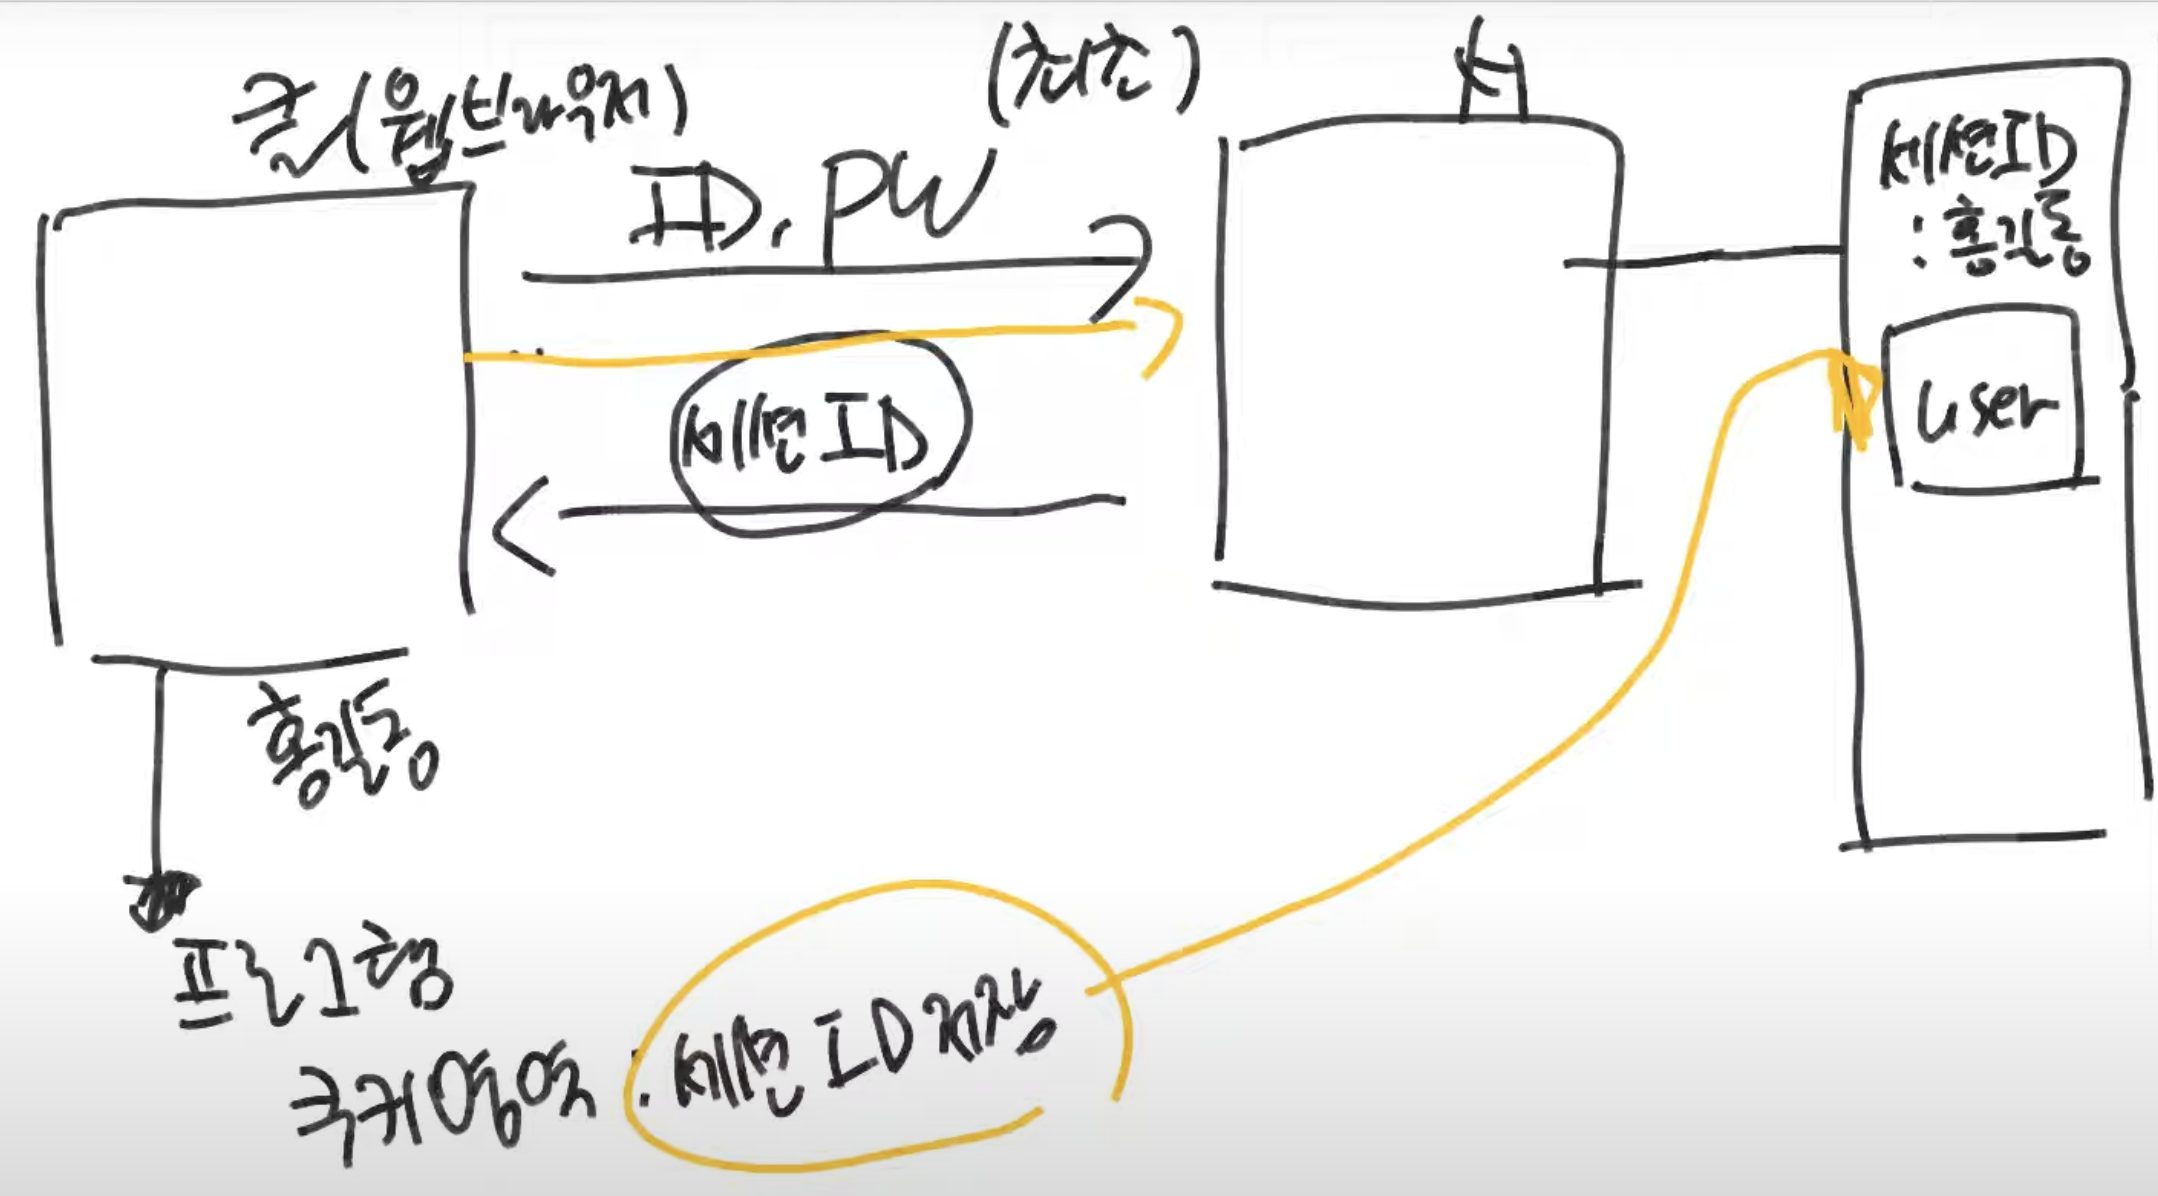 클(웹브라우저)
(최초)
서
ID, PW
세션ID
: 홍길동
user
세션ID
홍길동
프로그램
쿠키영역 : 세션ID저장